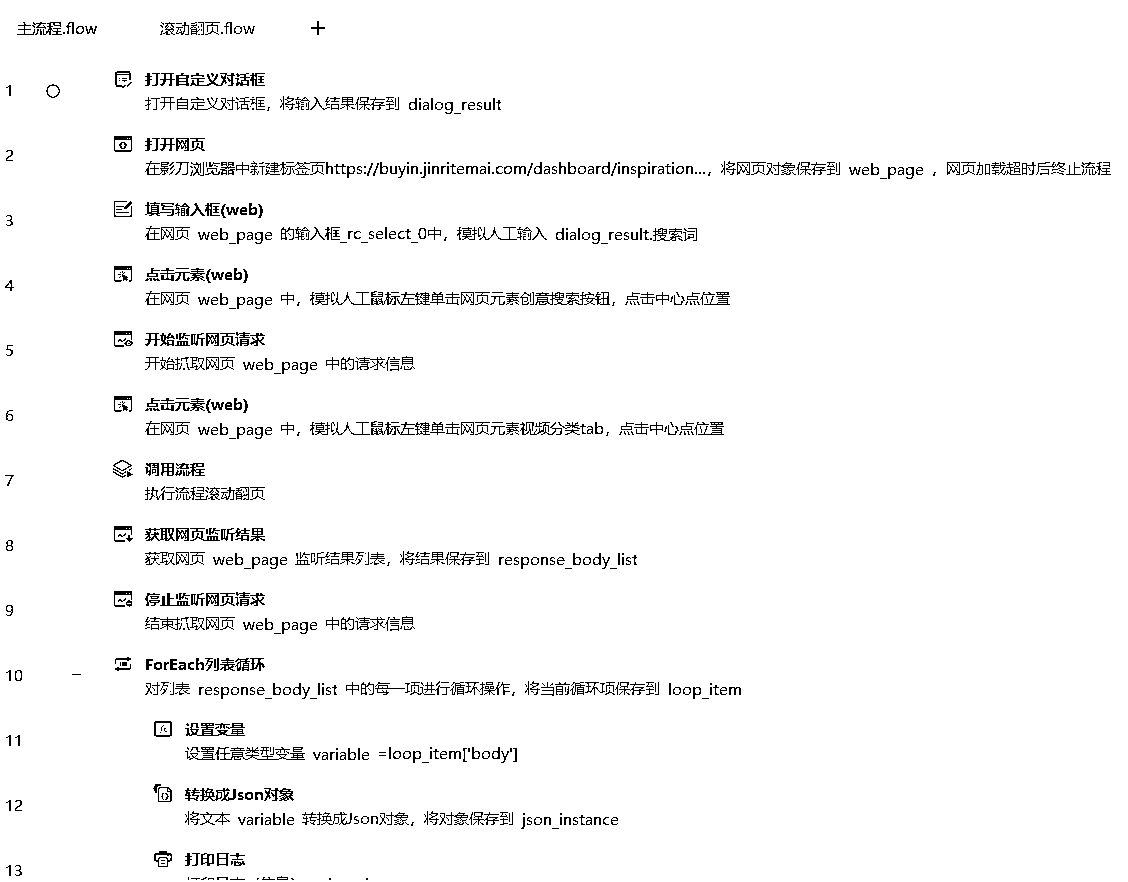 主流程.flow 滚动翻页.flow +
1 打开自定义对话框
打开自定义对话框，将输入结果保存到 dialog_result
2 打开网页
在影刀浏览器中新建标签页https://buyin.jinritemai.com/dashboard/inspiration...，将网页对象保存到 web_page ，网页加载超时后终止流程
3 填写输入框(web)
在网页 web_page 的输入框_rc_select_0中，模拟人工输入 dialog_result.搜索词
4 点击元素(web)
在网页 web_page 中，模拟人工鼠标左键单击网页元素创意搜索按钮，点击中心点位置
5 开始监听网页请求
开始抓取网页 web_page 中的请求信息
6 点击元素(web)
在网页 web_page 中，模拟人工鼠标左键单击网页元素视频分类tab，点击中心点位置
7 调用流程
执行流程滚动翻页
8 获取网页监听结果
获取网页 web_page 监听结果列表，将结果保存到 response_body_list
9 停止监听网页请求
结束抓取网页 web_page 中的请求信息
10 ForEach列表循环
对列表 response_body_list 中的每一项进行循环操作，将当前循环项保存到 loop_item
11 设置变量
设置任意类型变量 variable =loop_item['body']
12 转换成Json对象
将文本 variable 转换成Json对象，将对象保存到 json_instance
13 打印日志